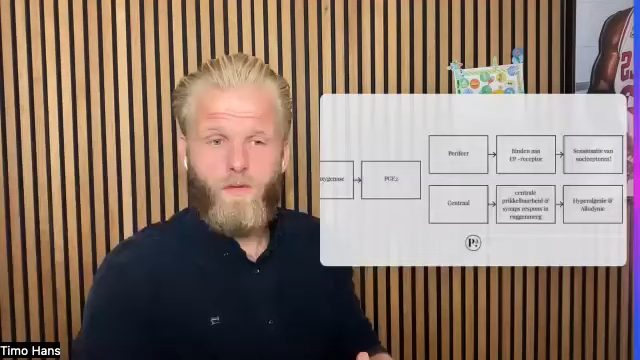 PGE2
Perifeer
Binden aan
EP-receptor
Sensitisatie van
nociceptoren!
Centraal
centrale
prikkelbaarheid &
synaps respons in
ruggenmerg
Hyperalgesie &
Allodynie
Timo Hans